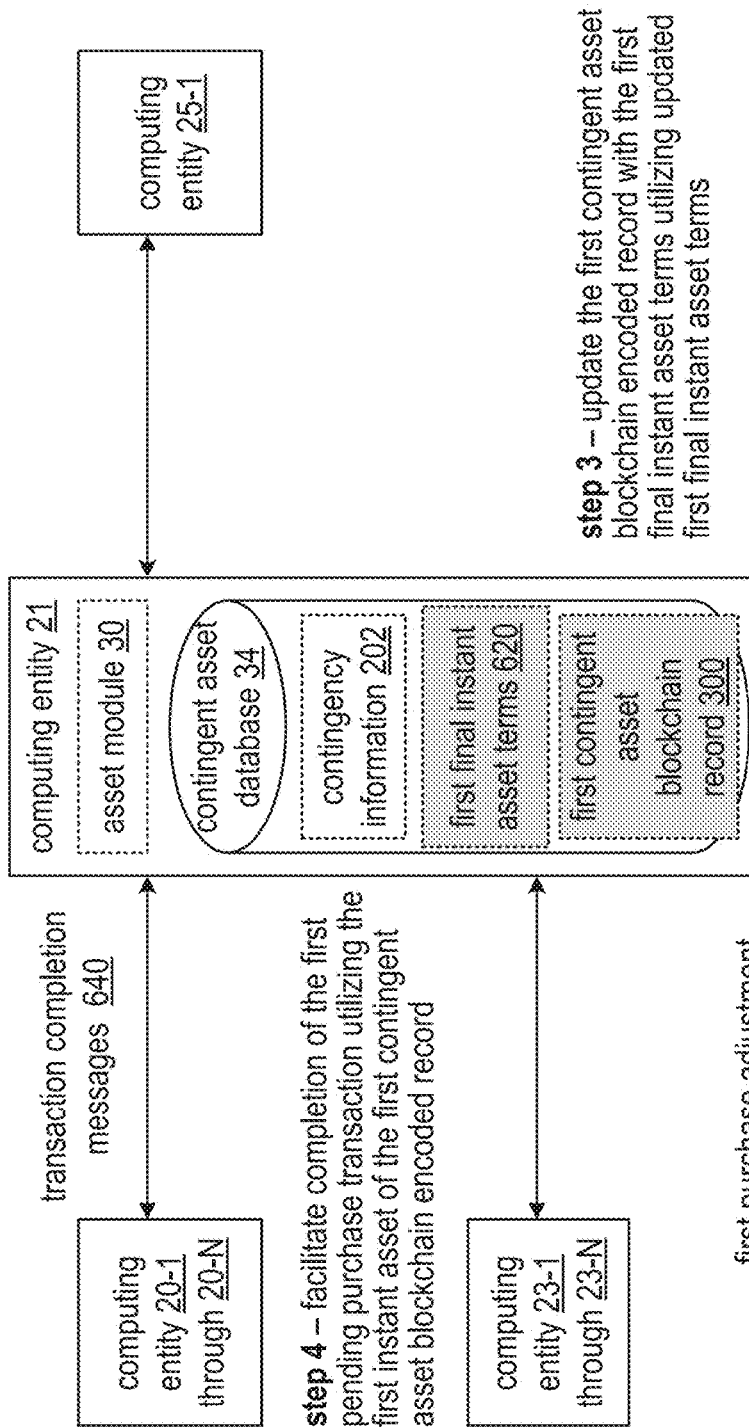 transaction completion
messages 640
computing
entity 20-1
through 20-N
computing entity 21
asset module 30
contingent asset
database 34
contingency
information 202
first final instant
asset terms 620
first contingent
asset
blockchain
record 300
computing
entity 25-1
step 4 – facilitate completion of the first
pending purchase transaction utilizing the
first instant asset of the first contingent
asset blockchain encoded record
computing
entity 23-1
through 23-N
step 3 – update the first contingent asset
blockchain encoded record with the first
final instant asset terms utilizing updated
first final instant asset terms
first purchase adjustment